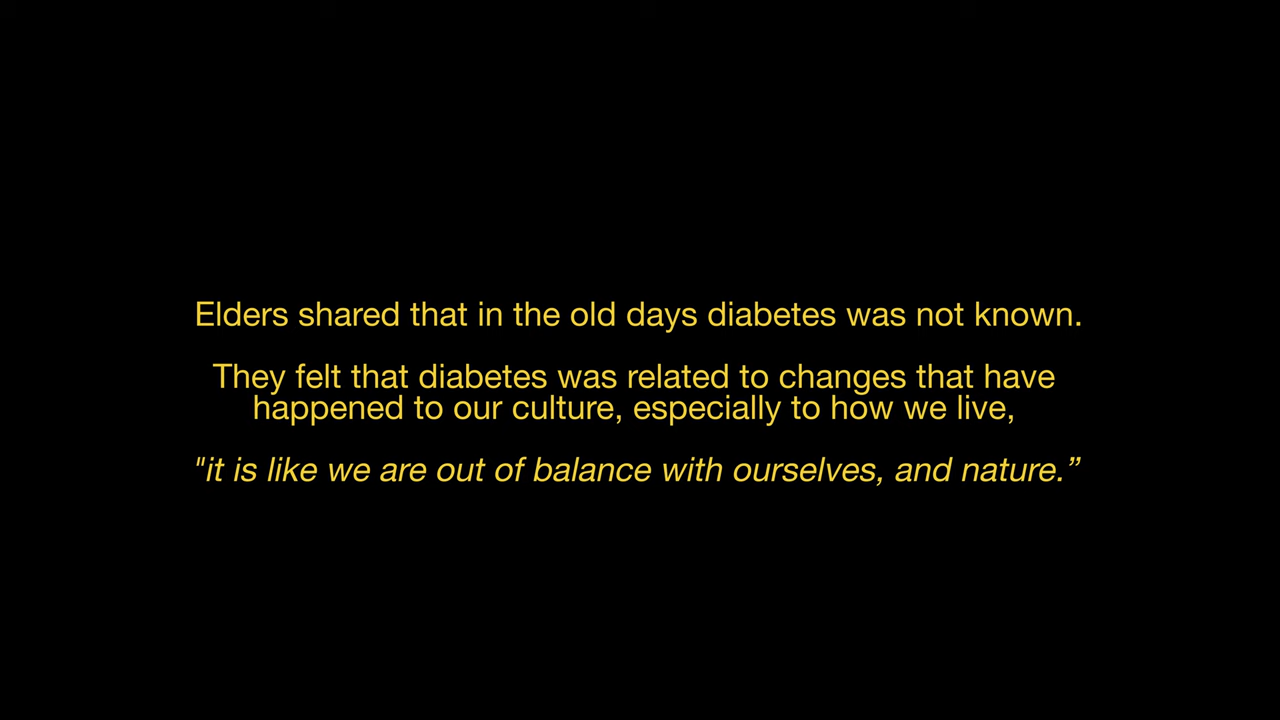 Elders shared that in the old days diabetes was not known.
They felt that diabetes was related to changes that have
happened to our culture, especially to how we live,
"it is like we are out of balance with ourselves, and nature.”